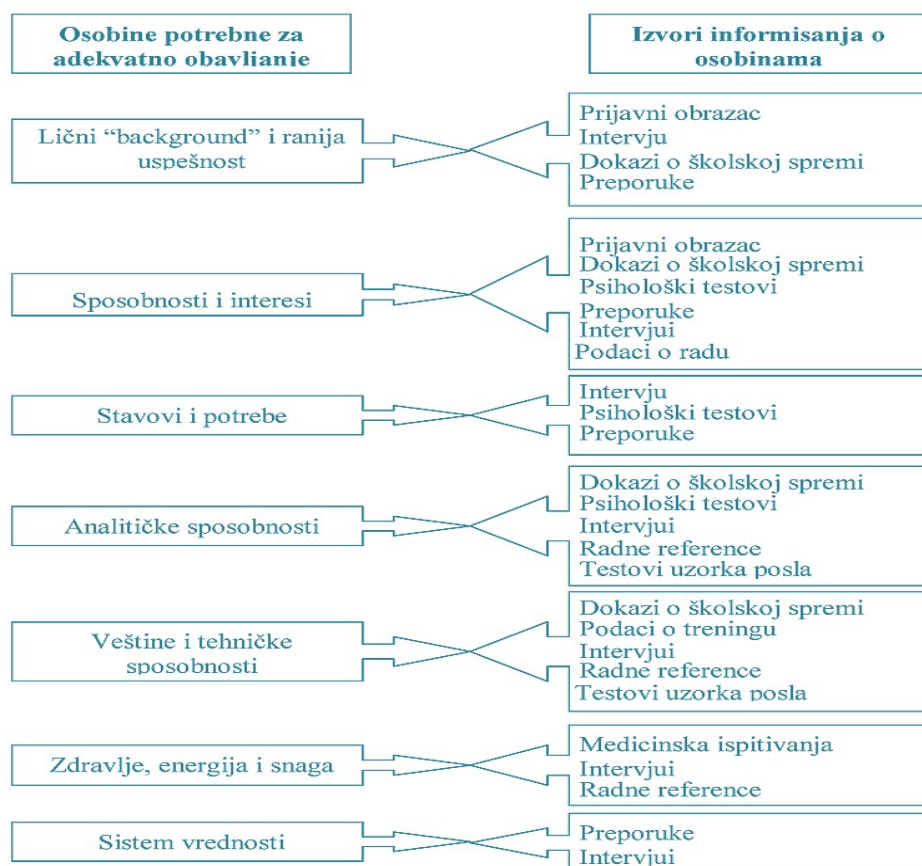 Osobine potrebne za
adekvatno obavlianje
Izvori informisanja o
osobinama
Lični “background” i ranija
uspešnost
Prijavni obrazac
Intervju
Dokazi o školskoj spremi
Preporuke
Sposobnosti i interesi
Prijavni obrazac
Dokazi o školskoj spremi
Psihološki testovi
Preporuke
Intervjui
Podaci o radu
Stavovi i potrebe
Intervju
Psihološki testovi
Preporuke
Analitičke sposobnosti
Dokazi o školskoj spremi
Psihološki testovi
Intervjui
Radne reference
Testovi uzorka posla
Veštine i tehničke
sposobnosti
Dokazi o školskoj spremi
Podaci o treningu
Intervjui
Radne reference
Testovi uzorka posla
Zdravlje, energija i snaga
Medicinska ispitivanja
Intervjui
Radne reference
Sistem vrednosti
Preporuke
Intervjui